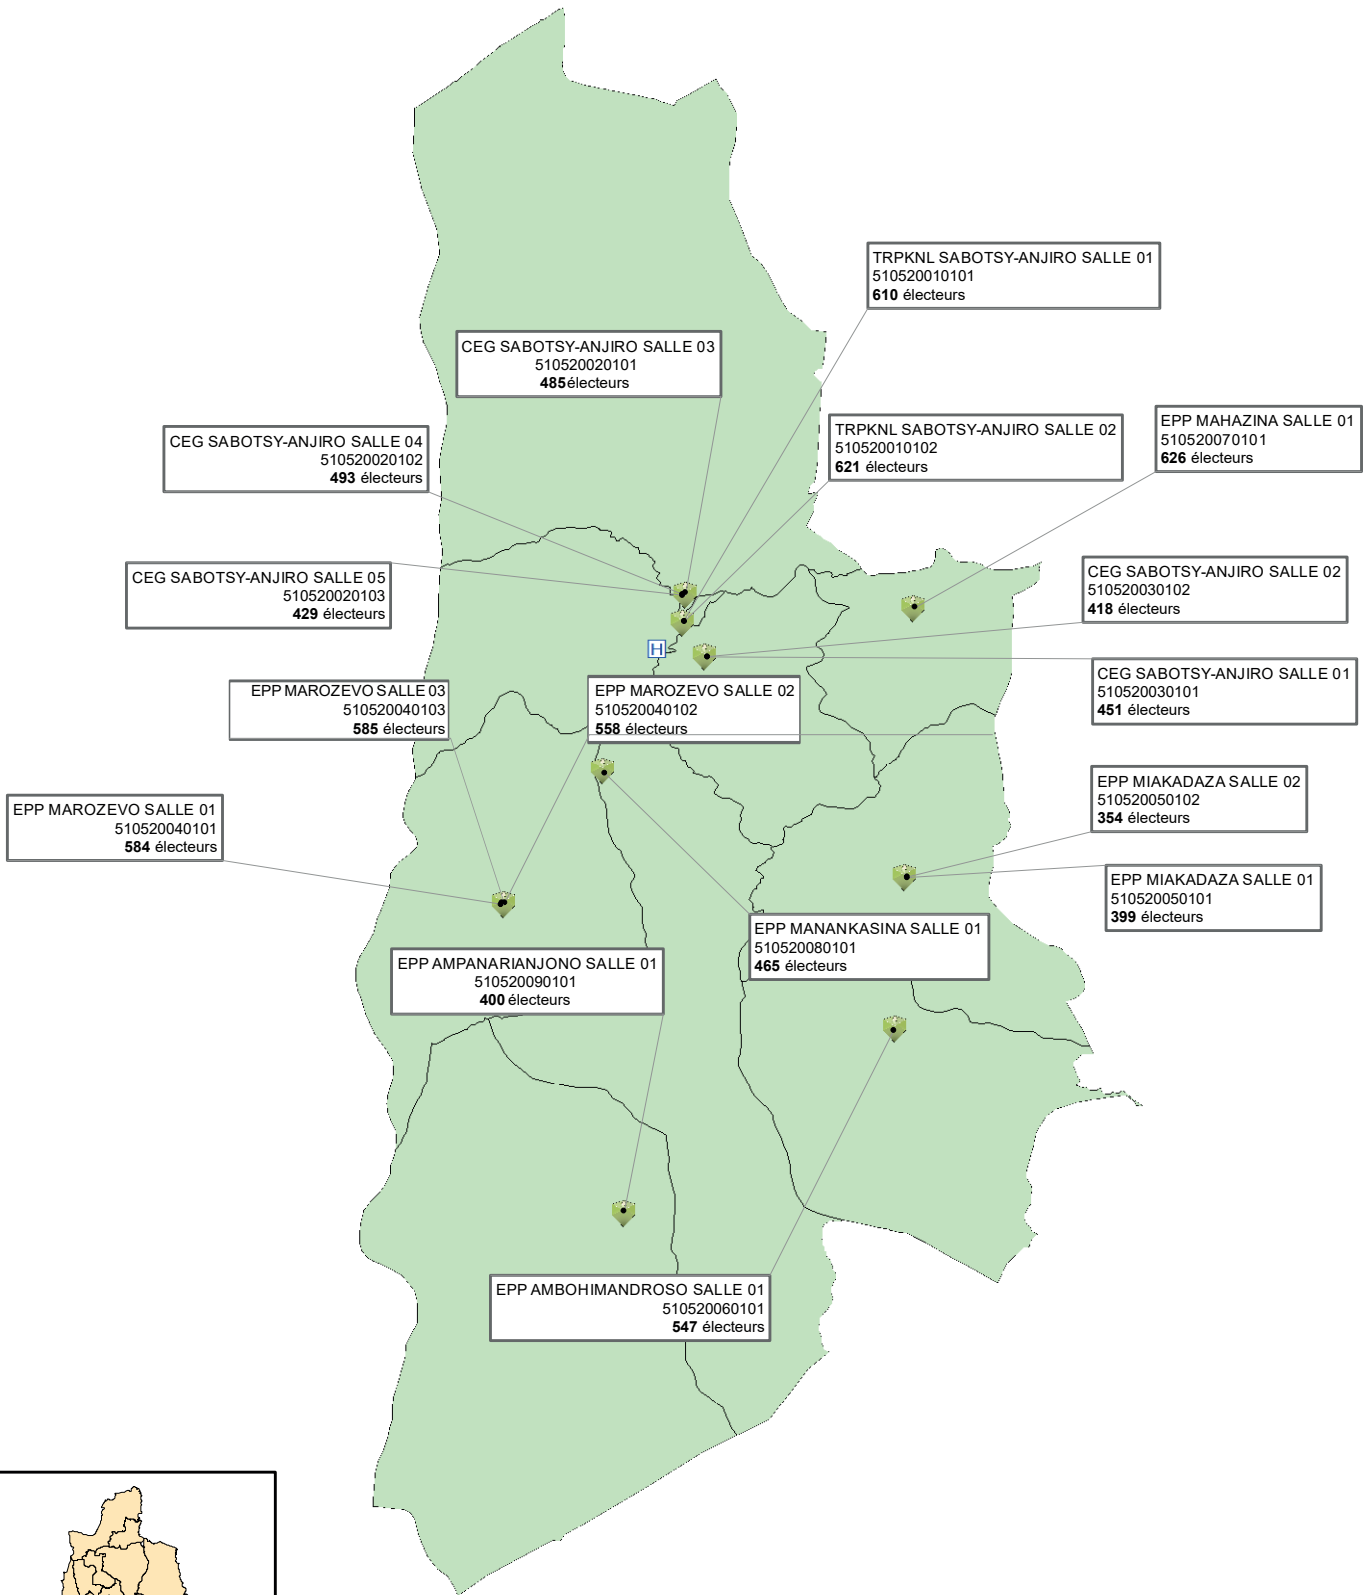 TRPKNL SABOTSY-ANJIRO SALLE 01
510520010101
610 électeurs
CEG SABOTSY-ANJIRO SALLE 03
510520020101
485électeurs
CEG SABOTSY-ANJIRO SALLE 04
510520020102
493 électeurs
TRPKNL SABOTSY-ANJIRO SALLE 02
510520010102
621 électeurs
EPP MAHAZINA SALLE 01
510520070101
626 électeurs
CEG SABOTSY-ANJIRO SALLE 05
510520020103
429 électeurs
CEG SABOTSY-ANJIRO SALLE 02
510520030102
418 électeurs
H
CEG SABOTSY-ANJIRO SALLE 01
510520030101
451 électeurs
EPP MAROZEVO SALLE 03
510520040103
585 électeurs
EPP MAROZEVO SALLE 02
510520040102
558 électeurs
EPP MIAKADAZA SALLE 02
510520050102
354 électeurs
EPP MAROZEVO SALLE 01
510520040101
584 électeurs
EPP MIAKADAZA SALLE 01
510520050101
399 électeurs
EPP MANANKASINA SALLE 01
510520080101
465 électeurs
EPP AMPANARIANJONO SALLE 01
510520090101
400 électeurs
EPP AMBOHIMANDROSO SALLE 01
510520060101
547 électeurs